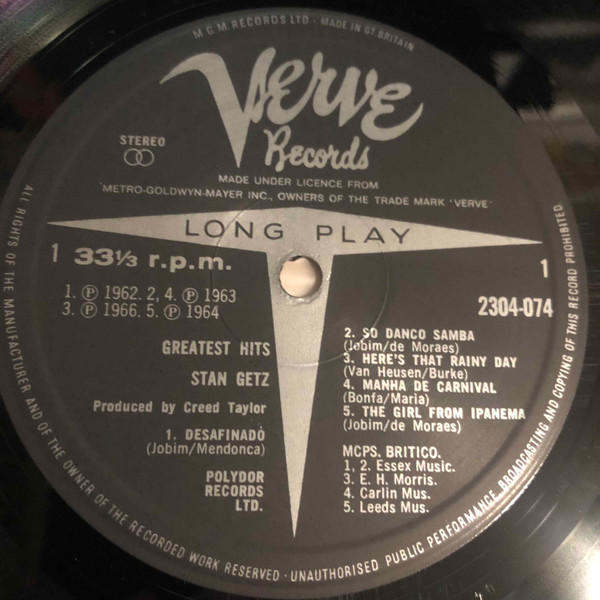 M.G.M RECORDS LTD · MADE IN GT. BRITAIN
Verve
Records
STEREO
MADE UNDER LICENCE FROM
'METRO-GOLDWYN-MAYER INC., OWNERS OF THE TRADE MARK 'VERVE'
LONG PLAY
1 33⅓ r.p.m.
1
1. Ⓟ 1962. 2, 4. Ⓟ 1963
3. Ⓟ 1966. 5. Ⓟ 1964
2304-074
GREATEST HITS
STAN GETZ
Produced by Creed Taylor
1. DESAFINADO
(Jobim/Mendonca)
POLYDOR
RECORDS
LTD.
2. SO DANCO SAMBA
(Jobim/de Moraes)
3. HERE'S THAT RAINY DAY
(Van Heusen/Burke)
4. MANHA DE CARNIVAL
(Bonfa/Maria)
5. THE GIRL FROM IPANEMA
(Jobim/de Moraes)
MCPS. BRITICO.
1, 2. Essex Music.
3. E. H. Morris.
4. Carlin Mus.
5. Leeds Mus.
ALL RIGHTS OF THE MANUFACTURER AND OF THE OWNER OF THE RECORDED WORK RESERVED · UNAUTHORISED PUBLIC PERFORMANCE, BROADCASTING AND COPYING OF THIS RECORD PROHIBITED